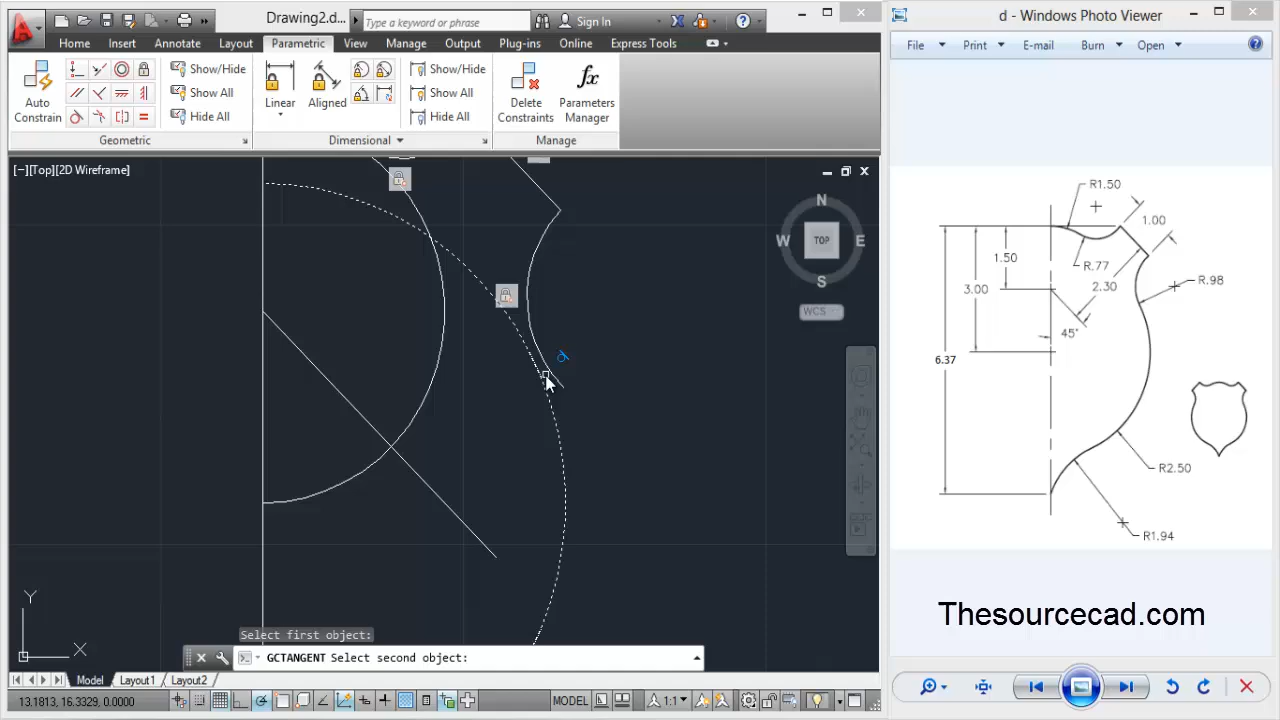 Drawing2.d...
Type a keyword or phrase
Sign In
Home
Insert
Annotate
Layout
Parametric
View
Manage
Output
Plug-ins
Online
Express Tools
Auto
Constrain
Show/Hide
Show All
Hide All
Geometric
Linear
Aligned
Show/Hide
Show All
Hide All
Dimensional
fx
Delete
Constraints
Parameters
Manager
Manage
[−][Top][2D Wireframe]
N
W
TOP
E
S
WCS
Y
X
Select first object:
GCTANGENT Select second object:
Model
Layout1
Layout2
13.1813, 16.3329, 0.0000
MODEL
1:1
d - Windows Photo Viewer
File
Print
E-mail
Burn
Open
R1.50
1.00
1.50
R.77
3.00
2.30
R.98
45°
6.37
R2.50
R1.94
Thesourcecad.com